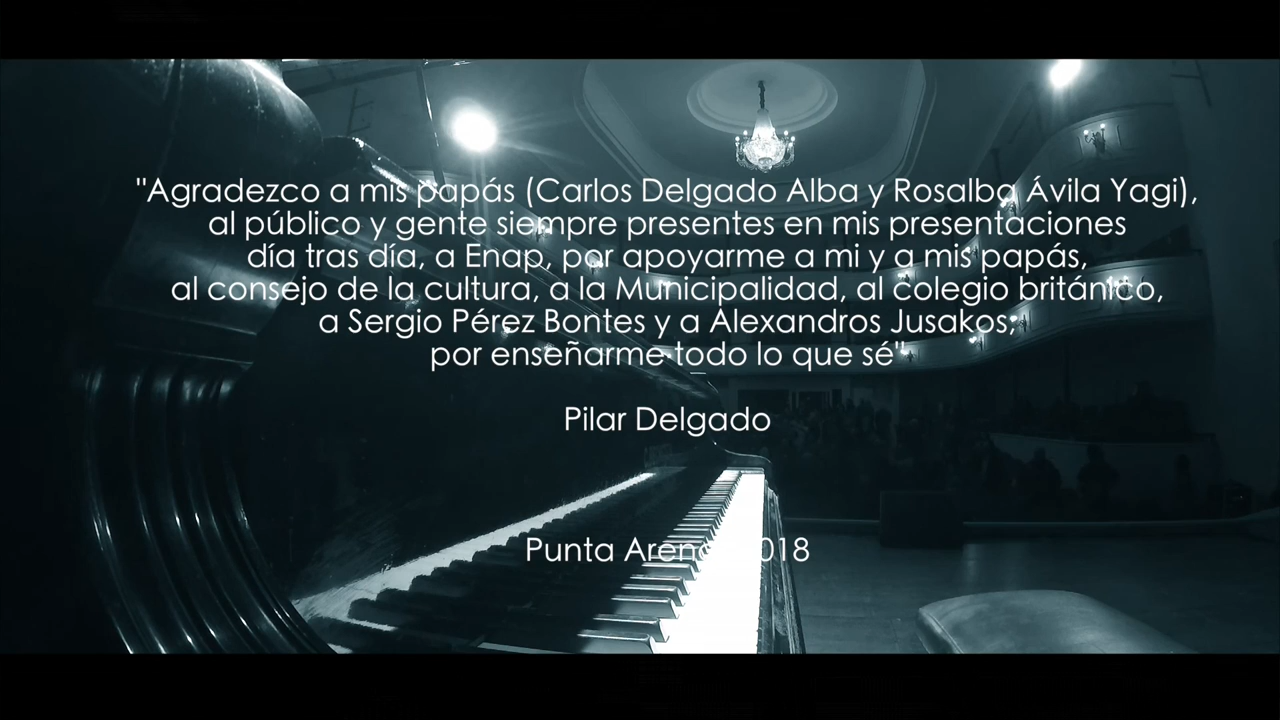 "Agradezco a mis papás (Carlos Delgado Alba y Rosalba Ávila Yagi),
al público y gente siempre presentes en mis presentaciones
día tras día, a Enap, por apoyarme a mi y a mis papás,
al consejo de la cultura, a la Municipalidad, al colegio británico,
a Sergio Pérez Bontes y a Alexandros Jusakos;
por enseñarme todo lo que sé"
Pilar Delgado
Punta Arenas 2018